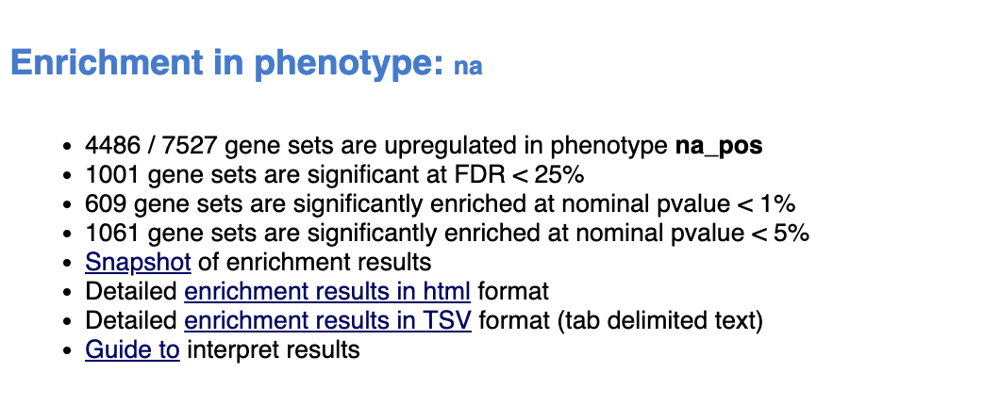 Enrichment in phenotype: na
• 4486 / 7527 gene sets are upregulated in phenotype na_pos
• 1001 gene sets are significant at FDR < 25%
• 609 gene sets are significantly enriched at nominal pvalue < 1%
• 1061 gene sets are significantly enriched at nominal pvalue < 5%
• Snapshot of enrichment results
• Detailed enrichment results in html format
• Detailed enrichment results in TSV format (tab delimited text)
• Guide to interpret results